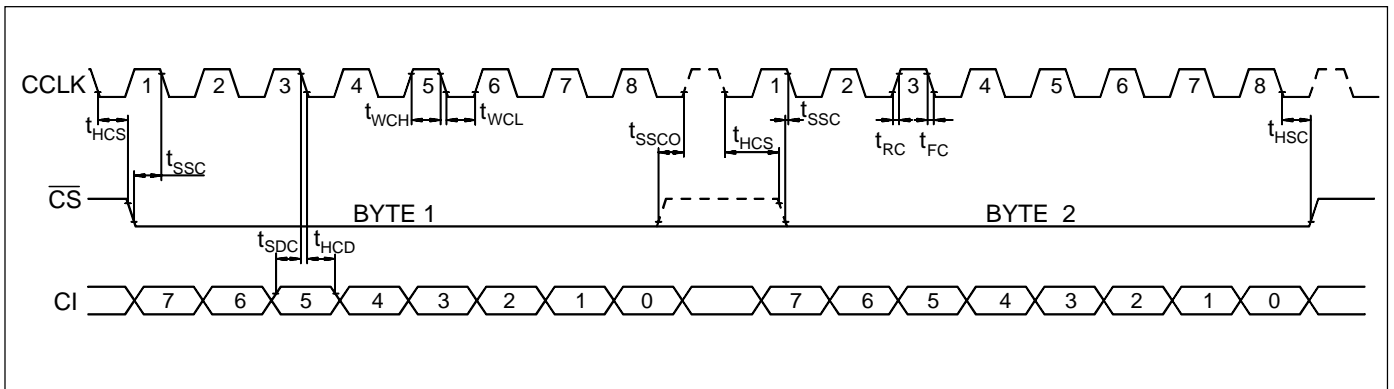 CCLK 1 2 3 4 5 6 7 8 1 2 3 4 5 6 7 8
tHCS tSSC tWCH tWCL tSSCO tHCS tSSC tRC tFC tHSC
CS BYTE 1 BYTE 2
tSDC tHCD
CI 7 6 5 4 3 2 1 0 7 6 5 4 3 2 1 0